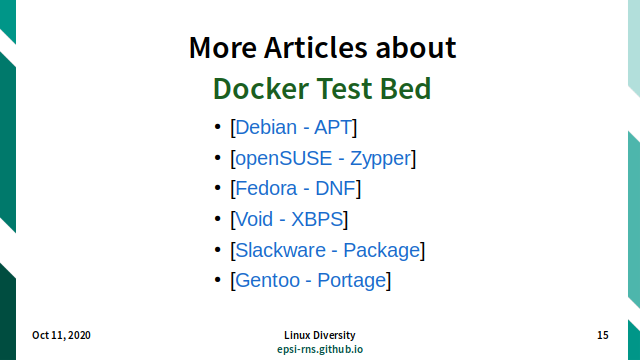 More Articles about
Docker Test Bed
• [Debian - APT]
• [openSUSE - Zypper]
• [Fedora - DNF]
• [Void - XBPS]
• [Slackware - Package]
• [Gentoo - Portage]
Oct 11, 2020
Linux Diversity
epsi-rns.github.io
15